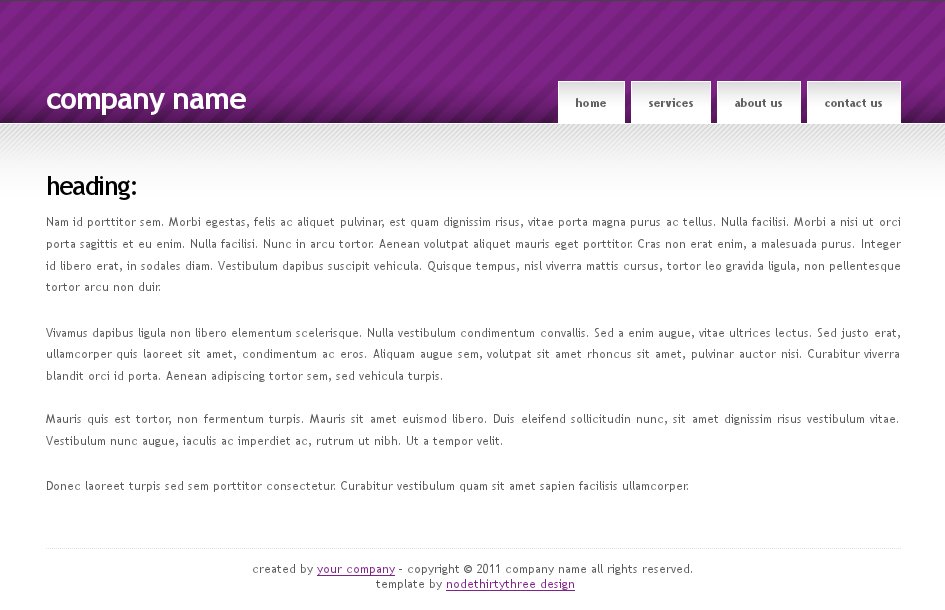 company name
home services about us contact us
heading:
Nam id porttitor sem. Morbi egestas, felis ac aliquet pulvinar, est quam dignissim risus, vitae porta magna purus ac tellus. Nulla facilisi. Morbi a nisi ut orci
porta sagittis et eu enim. Nulla facilisi. Nunc in arcu tortor. Aenean volutpat aliquet mauris eget porttitor. Cras non erat enim, a malesuada purus. Integer
id libero erat, in sodales diam. Vestibulum dapibus suscipit vehicula. Quisque tempus, nisl viverra mattis cursus, tortor leo gravida ligula, non pellentesque
tortor arcu non duir.
Vivamus dapibus ligula non libero elementum scelerisque. Nulla vestibulum condimentum convallis. Sed a enim augue, vitae ultrices lectus. Sed justo erat,
ullamcorper quis laoreet sit amet, condimentum ac eros. Aliquam augue sem, volutpat sit amet rhoncus sit amet, pulvinar auctor nisi. Curabitur viverra
blandit orci id porta. Aenean adipiscing tortor sem, sed vehicula turpis.
Mauris quis est tortor, non fermentum turpis. Mauris sit amet euismod libero. Duis eleifend sollicitudin nunc, sit amet dignissim risus vestibulum vitae.
Vestibulum nunc augue, iaculis ac imperdiet ac, rutrum ut nibh. Ut a tempor velit.
Donec laoreet turpis sed sem porttitor consectetur. Curabitur vestibulum quam sit amet sapien facilisis ullamcorper.
created by your company - copyright © 2011 company name all rights reserved.
template by nodethirtythree design